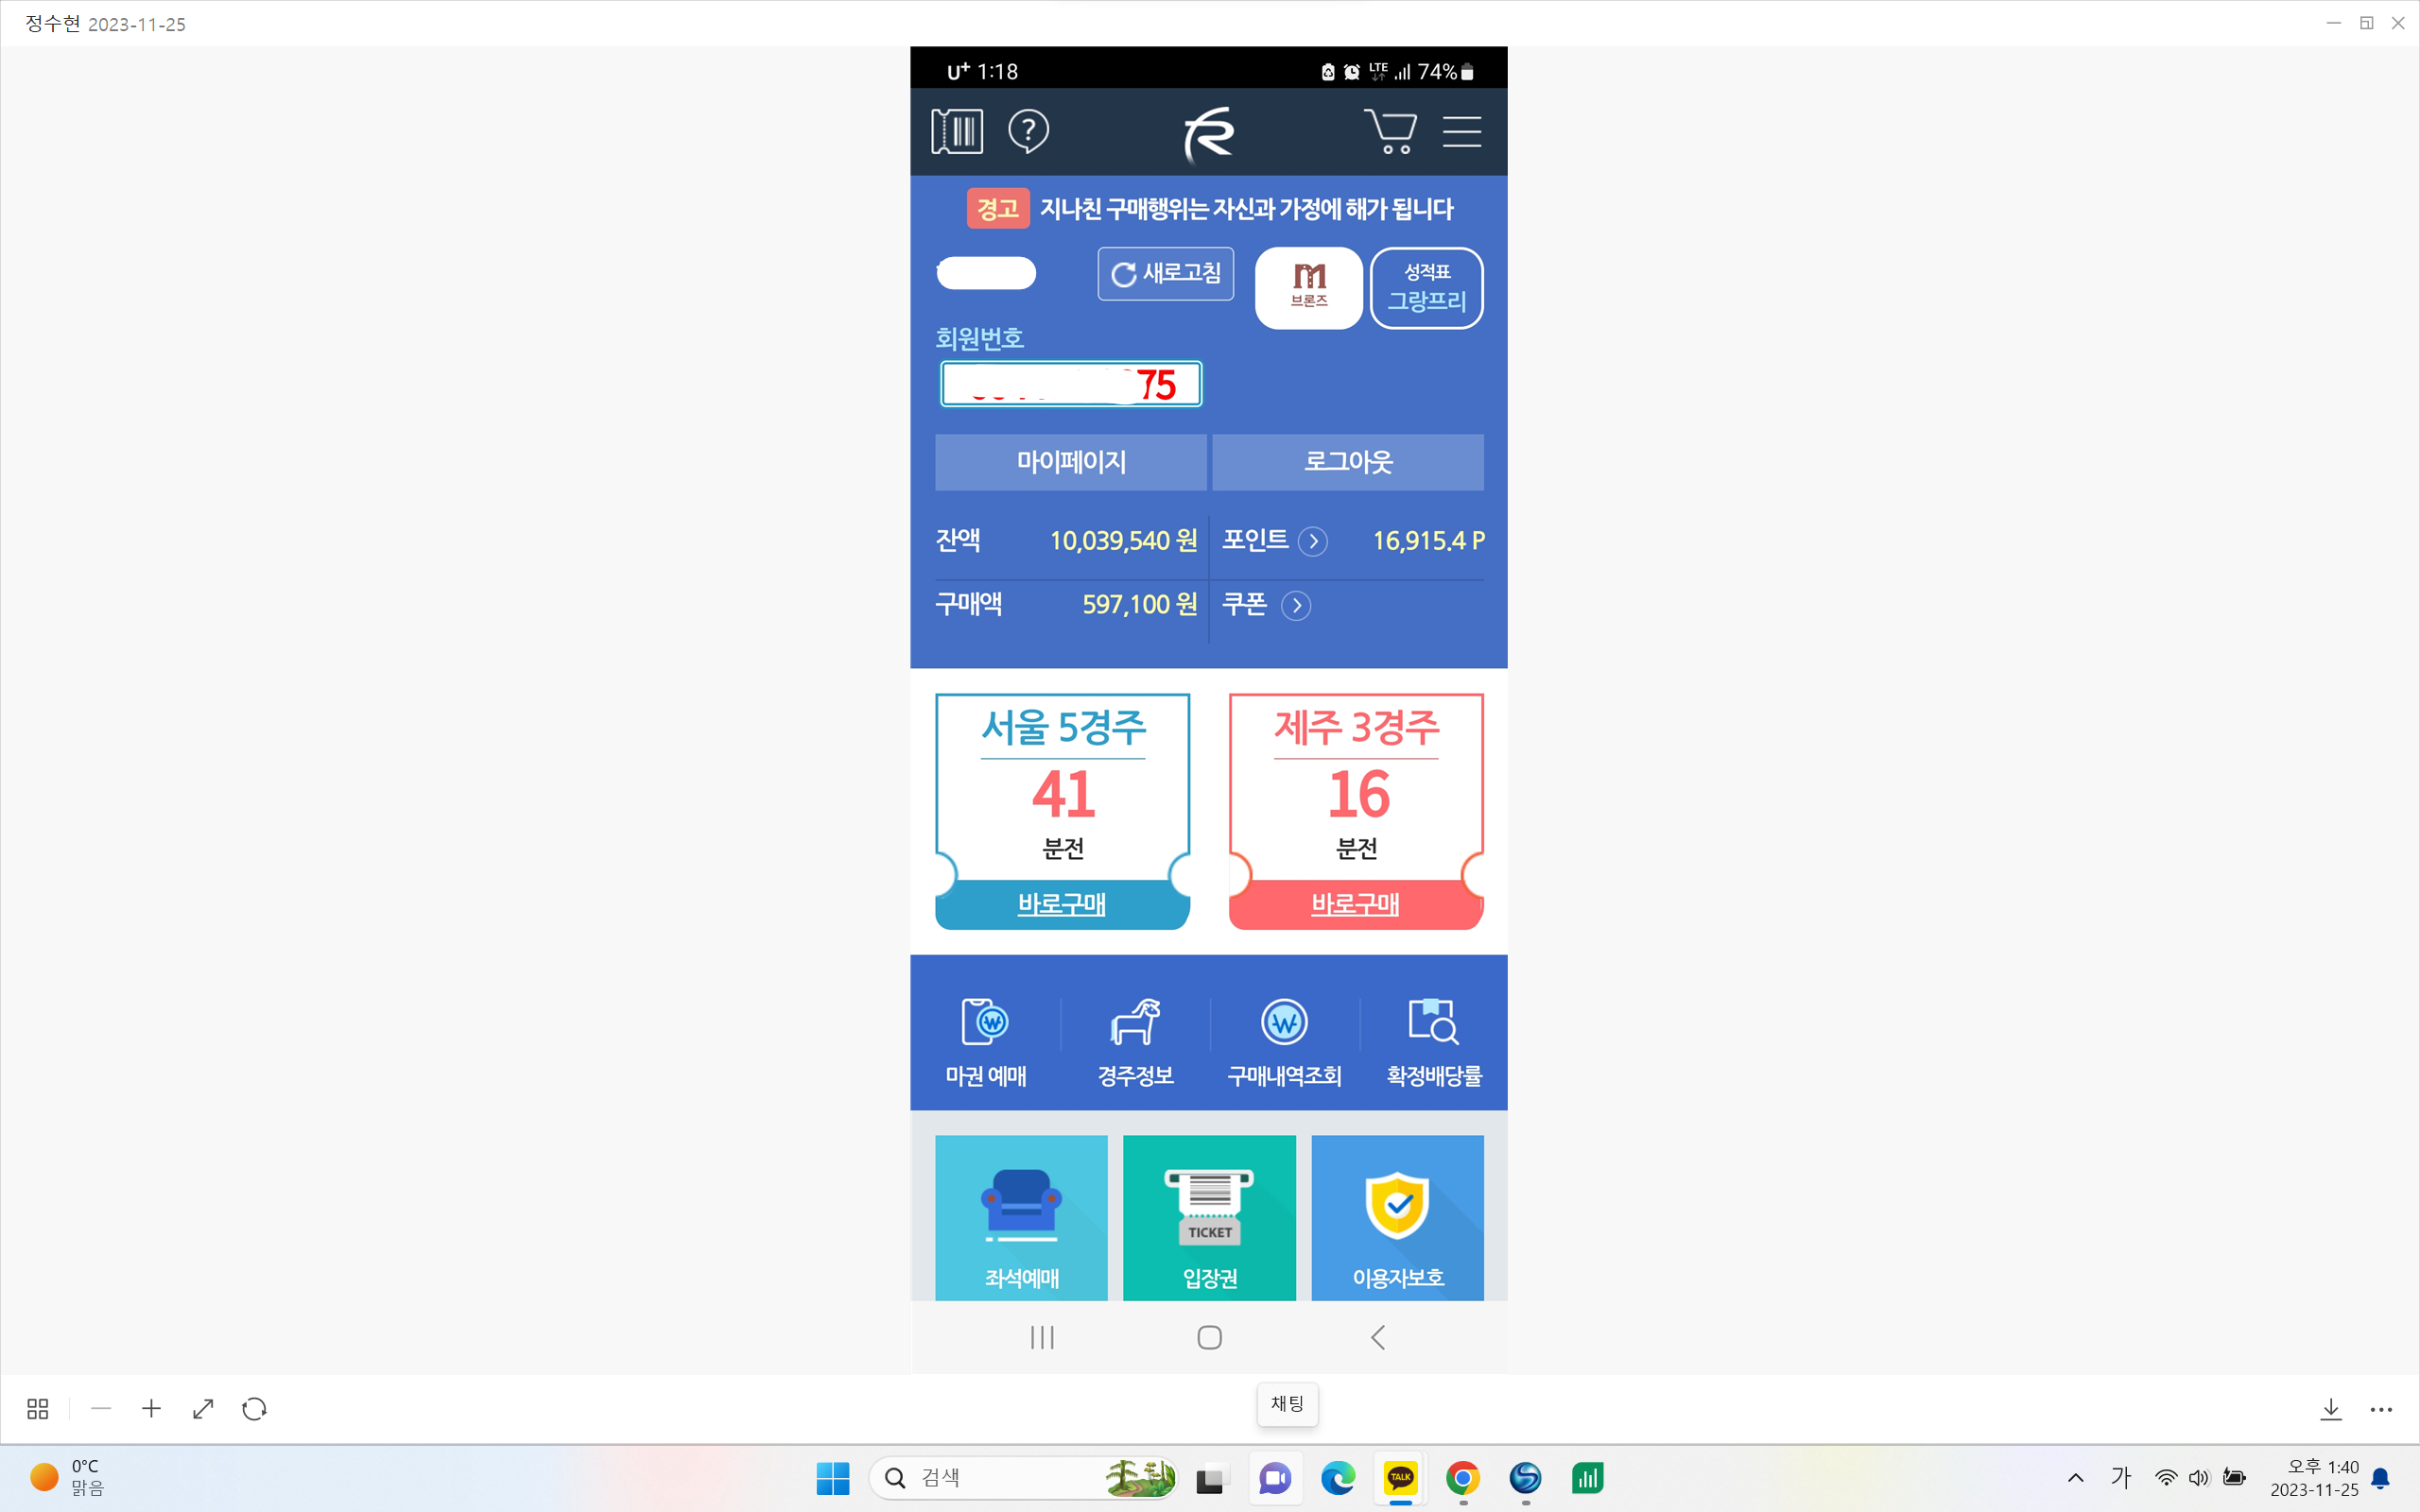 정수현 2023-11-25
U+ 1:18 LTE 74%
경고 지나친 구매행위는 자신과 가정에 해가 됩니다
새로고침
브론즈
성적표
그랑프리
회원번호
75
마이페이지 로그아웃
잔액 10,039,540 원 포인트 16,915.4 P
구매액 597,100 원 쿠폰
서울 5경주
41
분전
바로구매
제주 3경주
16
분전
바로구매
마권 예매 경주정보 구매내역조회 확정배당률
TICKET
좌석예매 입장권 이용자보호
채팅
0°C
맑음
검색
TALK
가
오후 1:40
2023-11-25